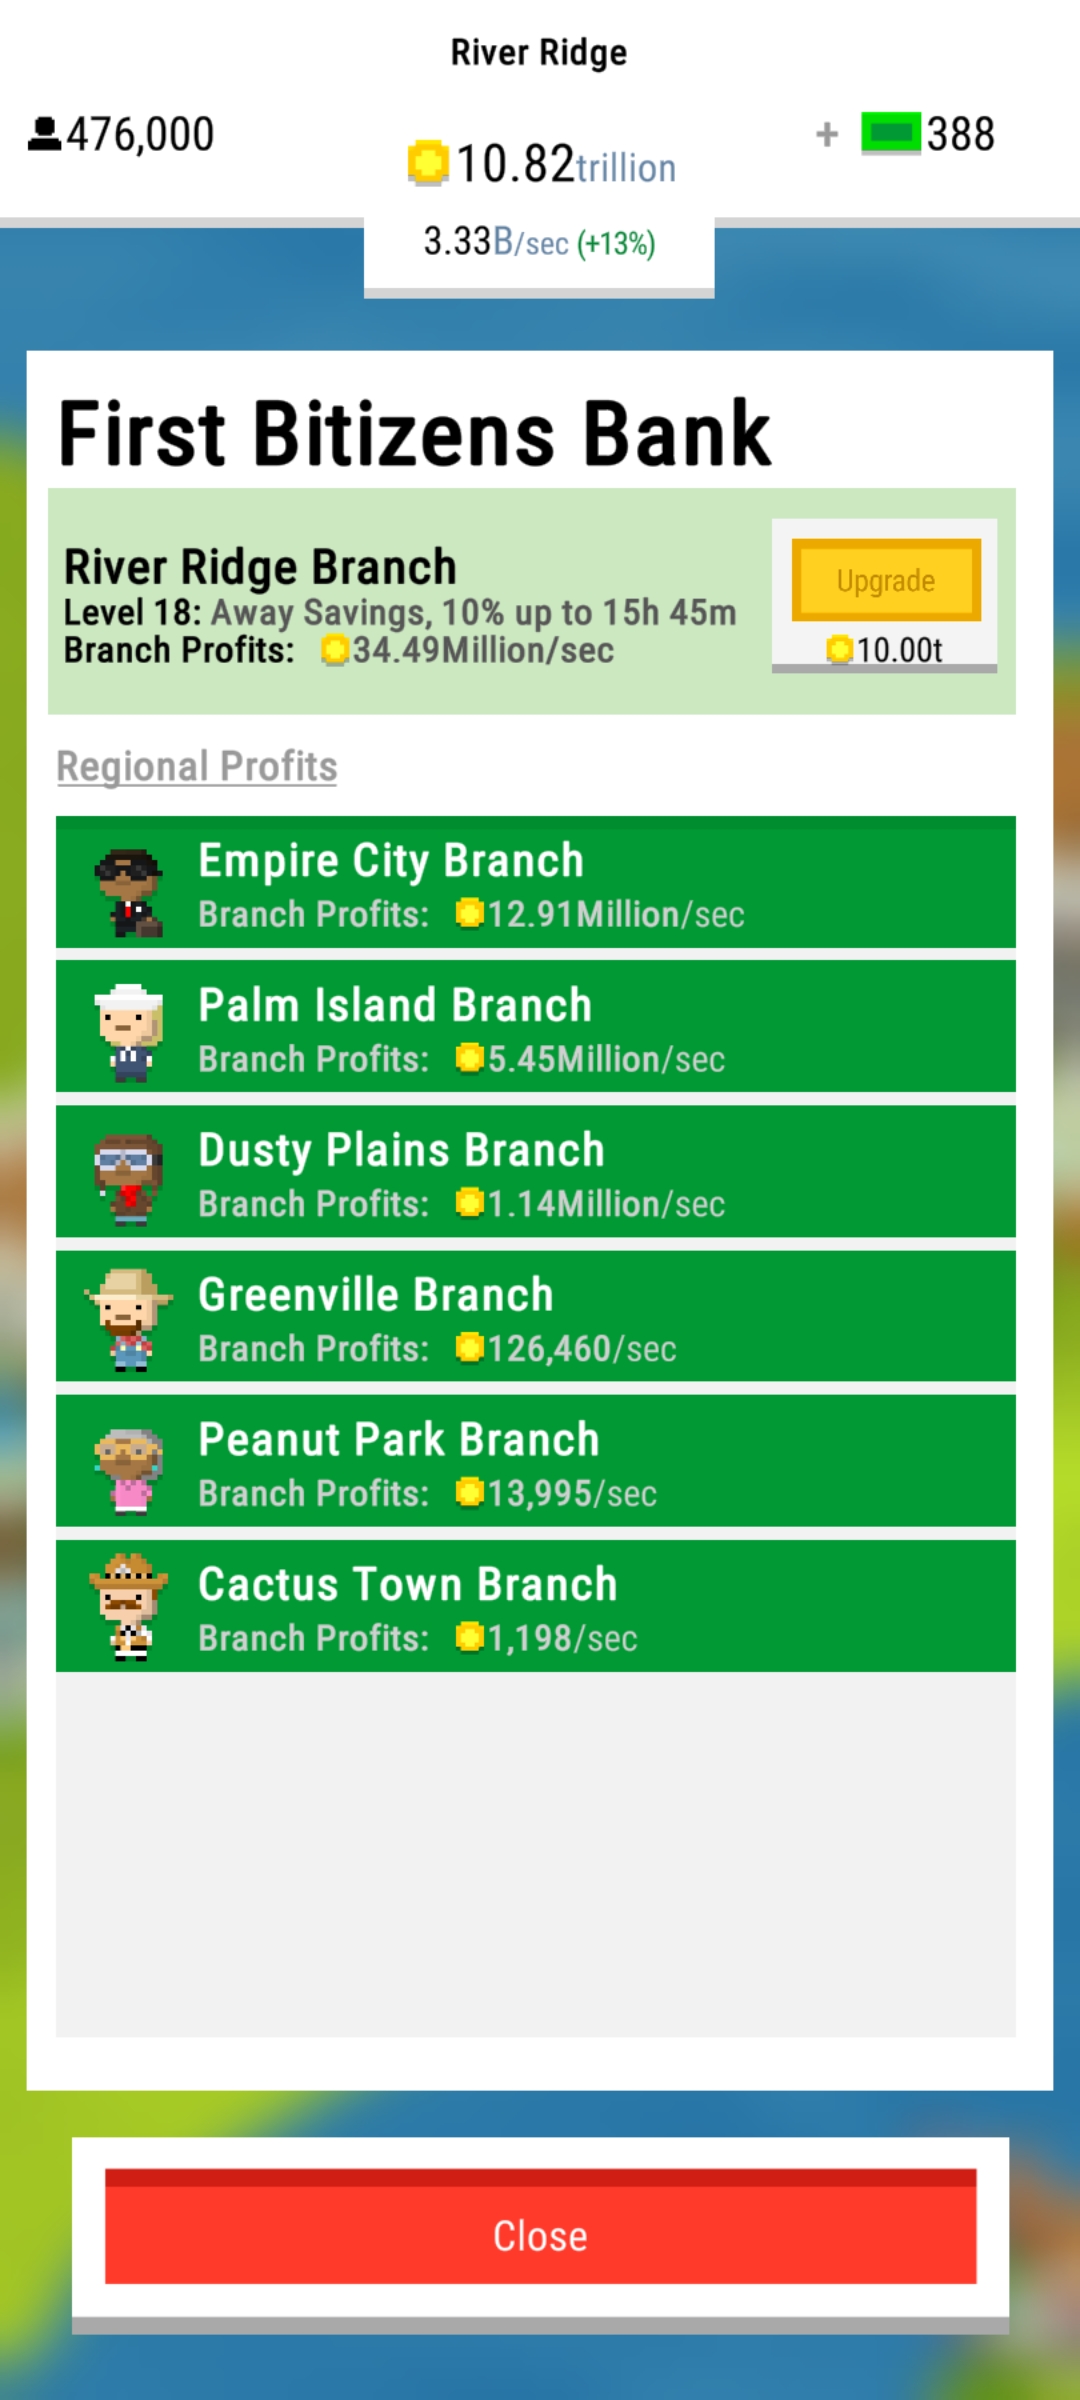 River Ridge
476,000
10.82trillion
+ 388
3.33B/sec (+13%)
First Bitizens Bank
River Ridge Branch
Level 18: Away Savings, 10% up to 15h 45m
Branch Profits: 34.49Million/sec
Upgrade
10.00t
Regional Profits
Empire City Branch
Branch Profits: 12.91Million/sec
Palm Island Branch
Branch Profits: 5.45Million/sec
Dusty Plains Branch
Branch Profits: 1.14Million/sec
Greenville Branch
Branch Profits: 126,460/sec
Peanut Park Branch
Branch Profits: 13,995/sec
Cactus Town Branch
Branch Profits: 1,198/sec
Close